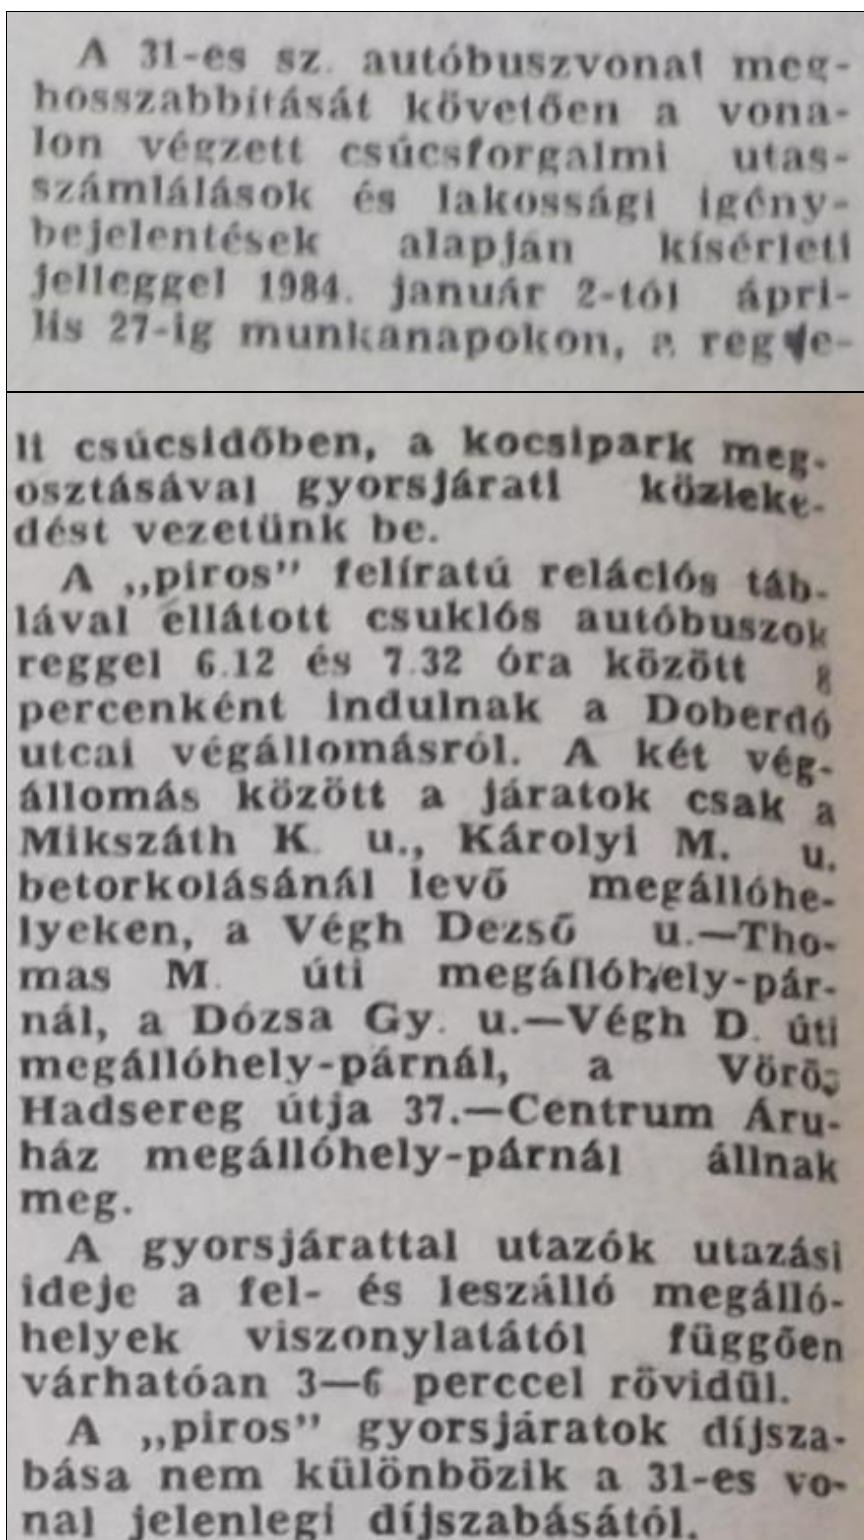 A 31-es sz. autóbuszvonal meg-
hosszabbítását követően a vona-
lon végzett csúcsforgalmi utas-
számlálások és lakossági igény-
bejelentések alapján kísérleti
jelleggel 1984. január 2-tól ápri-
lis 27-ig munkanapokon, a regge-
li csúcsidőben, a kocsipark meg-
osztásával gyorsjárati közleke-
dést vezetünk be.
A „piros” felíratú relációs táb-
lával ellátott csuklós autóbuszok
reggel 6.12 és 7.32 óra között 8
percenként indulnak a Doberdó
utcai végállomásról. A két vég-
állomás között a járatok csak a
Mikszáth K. u., Károlyi M. u.
betorkolásánál levő megállóhe-
lyeken, a Végh Dezső u.—Tho-
mas M. úti megállóhely-pár-
nál, a Dózsa Gy. u.—Végh D. úti
megállóhely-párnál, a Vörös
Hadsereg útja 37.—Centrum Áru-
ház megállóhely-párnál állnak
meg.
A gyorsjárattal utazók utazási
ideje a fel- és leszálló megálló-
helyek viszonylatától függően
várhatóan 3—6 perccel rövidül.
A „piros” gyorsjáratok díjsza-
bása nem különbözik a 31-es vo-
nal jelenlegi díjszabásától.